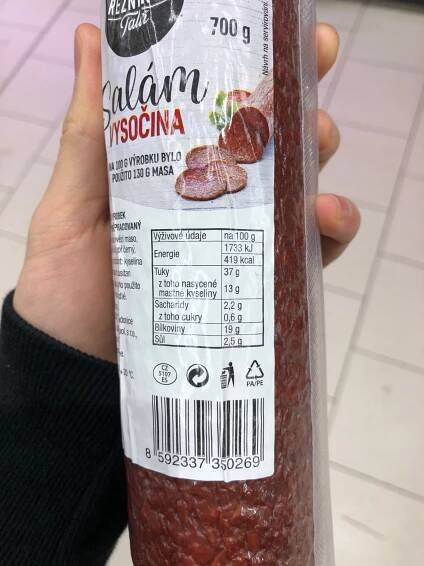 ŘEZNÍK
Talíř
700 g
Návrh na servírování
Salám
VYSOČINA
NA 100 G VÝROBKU BYLO
POUŽITO 130 G MASA
Výživové údaje na 100 g
Energie 1733 kJ
419 kcal
Tuky 37 g
z toho nasycené
mastné kyseliny 13 g
Sacharidy 2,2 g
z toho cukry 0,6 g
Bílkoviny 19 g
Sůl 2,5 g
CZ
5107
ES
PA/PE
8 592337 350269